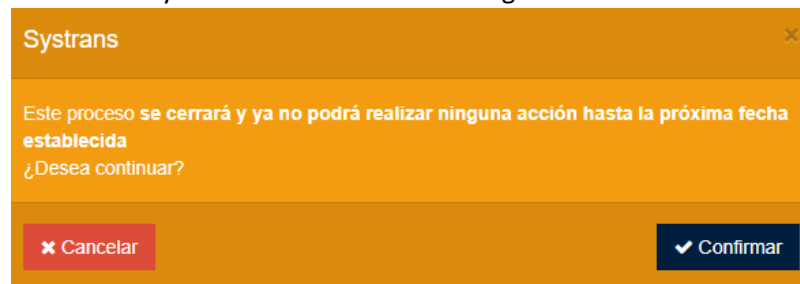 Systrans
Este proceso se cerrará y ya no podrá realizar ninguna acción hasta la próxima fecha
establecida
¿Desea continuar?
Cancelar
Confirmar